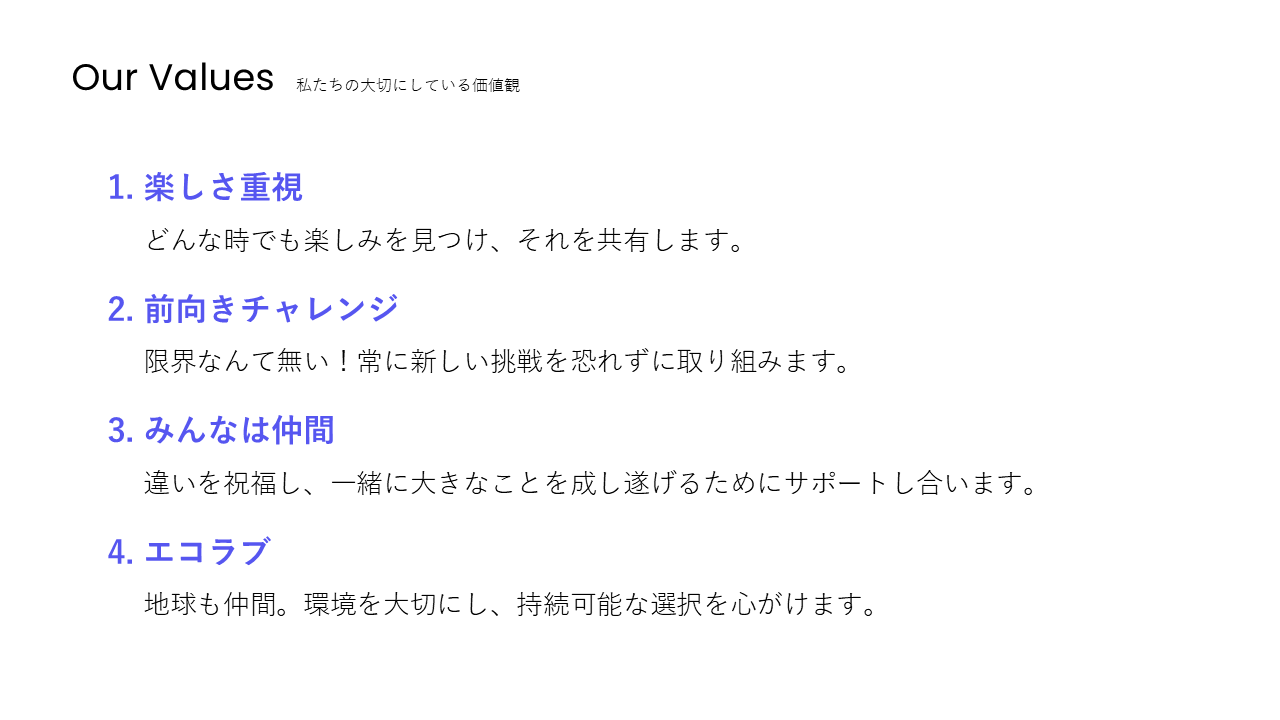 Our Values 私たちの大切にしている価値観
1. 楽しさ重視
どんな時でも楽しみを見つけ、それを共有します。
2. 前向きチャレンジ
限界なんて無い！常に新しい挑戦を恐れずに取り組みます。
3. みんなは仲間
違いを祝福し、一緒に大きなことを成し遂げるためにサポートし合います。
4. エコラブ
地球も仲間。環境を大切にし、持続可能な選択を心がけます。